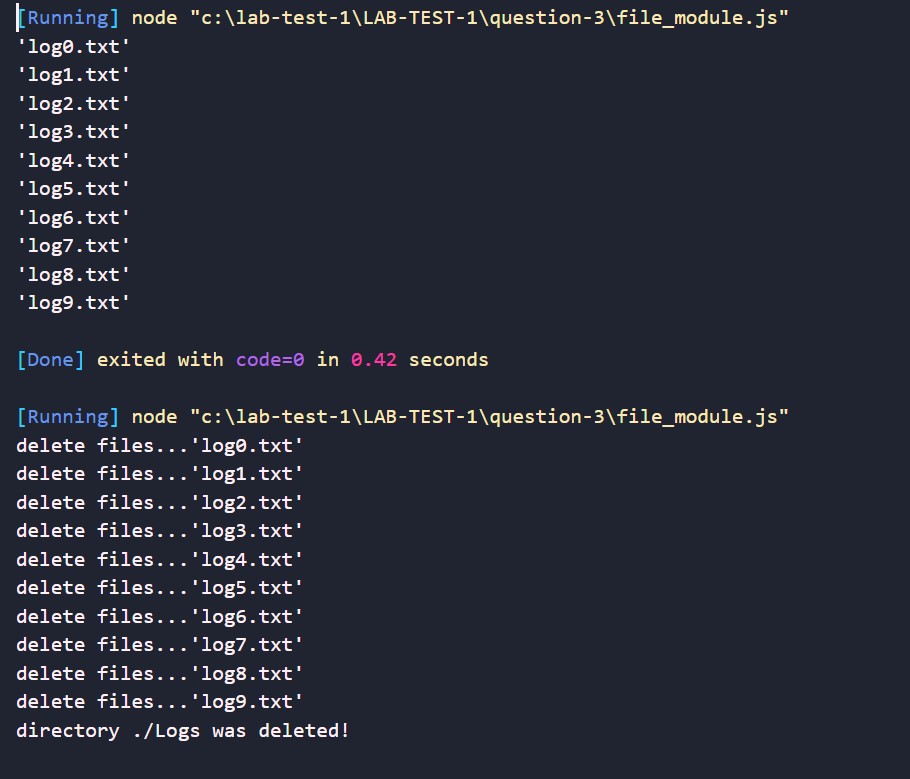 [Running] node "c:\lab-test-1\LAB-TEST-1\question-3\file_module.js"
'log0.txt'
'log1.txt'
'log2.txt'
'log3.txt'
'log4.txt'
'log5.txt'
'log6.txt'
'log7.txt'
'log8.txt'
'log9.txt'
[Done] exited with code=0 in 0.42 seconds
[Running] node "c:\lab-test-1\LAB-TEST-1\question-3\file_module.js"
delete files...'log0.txt'
delete files...'log1.txt'
delete files...'log2.txt'
delete files...'log3.txt'
delete files...'log4.txt'
delete files...'log5.txt'
delete files...'log6.txt'
delete files...'log7.txt'
delete files...'log8.txt'
delete files...'log9.txt'
directory ./Logs was deleted!